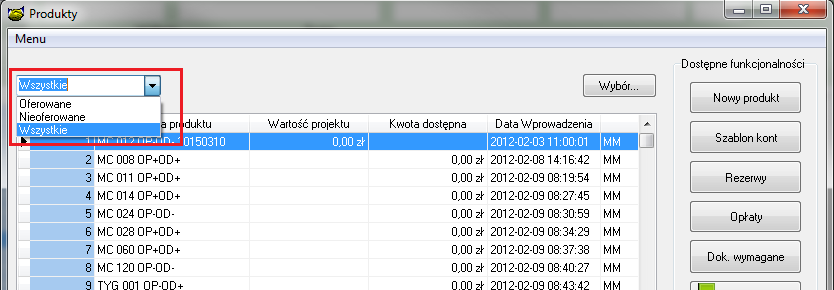 Produkty
Menu
Dostępne funkcjonalności
Wszystkie
Wybór...
Oferowane
Nieoferowane
Wszystkie
Nowy produkt
Szablon kont
Rezerwy
Opłaty
Dok. wymagane
produktu Wartość projektu Kwota dostępna Data Wprowadzenia
1 OP-OD- 20150310 0,00 zł 2012-02-03 11:00:01 MM
2 MC 008 OP+OD+ 0,00 zł 2012-02-08 14:16:42 MM
3 MC 011 OP+OD+ 0,00 zł 2012-02-09 08:19:54 MM
4 MC 014 OP+OD+ 0,00 zł 2012-02-09 08:27:45 MM
5 MC 024 OP-OD- 0,00 zł 2012-02-09 08:30:59 MM
6 MC 028 OP+OD+ 0,00 zł 2012-02-09 08:34:29 MM
7 MC 060 OP+OD+ 0,00 zł 2012-02-09 08:37:38 MM
8 MC 120 OP-OD- 0,00 zł 2012-02-09 08:40:27 MM
9 TYG 001 OP-OD+ 0,00 zł 2012-02-09 08:43:42 MM